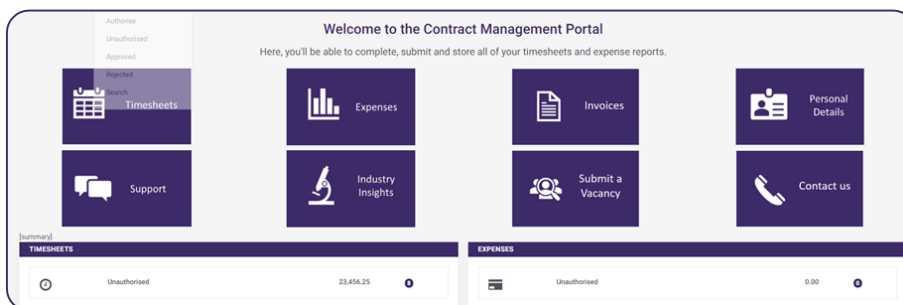 Authorise
Unauthorised
Approved
Rejected
Search
Welcome to the Contract Management Portal
Here, you'll be able to complete, submit and store all of your timesheets and expense reports.
Timesheets
Expenses
Invoices
Personal
Details
Support
Industry
Insights
Submit a
Vacancy
Contact us
[summary]
TIMESHEETS
EXPENSES
Unauthorised 23,456.25
Unauthorised 0.00